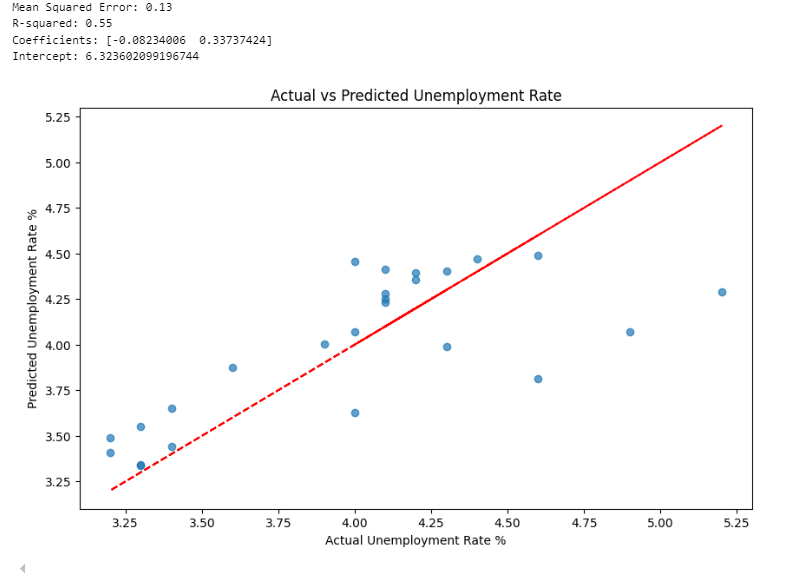 Mean Squared Error: 0.13
R-squared: 0.55
Coefficients: [-0.08234006  0.33737424]
Intercept: 6.323602099196744
Actual vs Predicted Unemployment Rate
5.25
5.00
4.75
4.50
4.25
4.00
3.75
3.50
3.25
Predicted Unemployment Rate %
3.25 3.50 3.75 4.00 4.25 4.50 4.75 5.00 5.25
Actual Unemployment Rate %